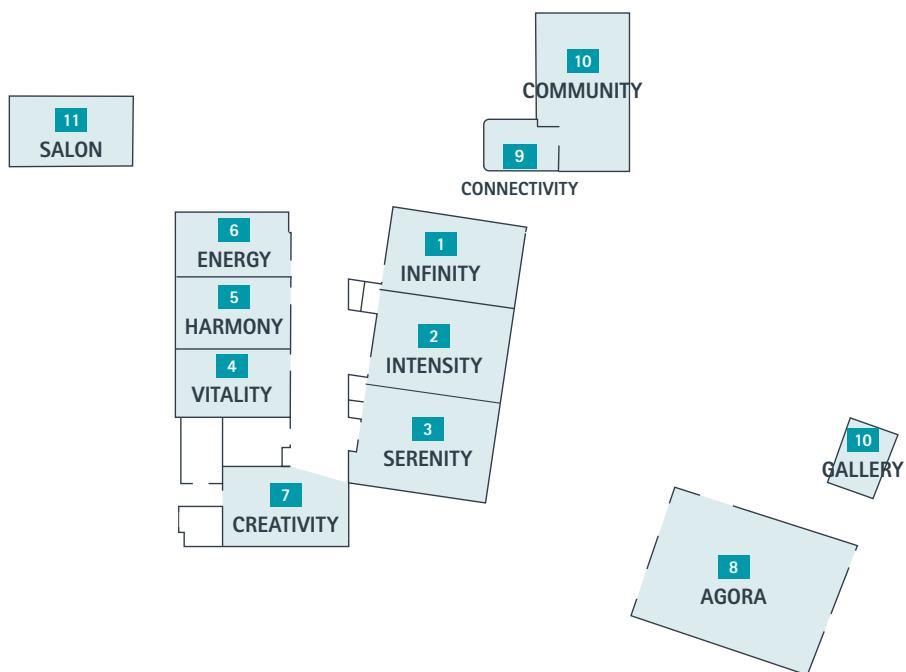 10
COMMUNITY
11
SALON
9
CONNECTIVITY
6
ENERGY
1
INFINITY
5
HARMONY
2
INTENSITY
4
VITALITY
3
SERENITY
10
GALLERY
7
CREATIVITY
8
AGORA